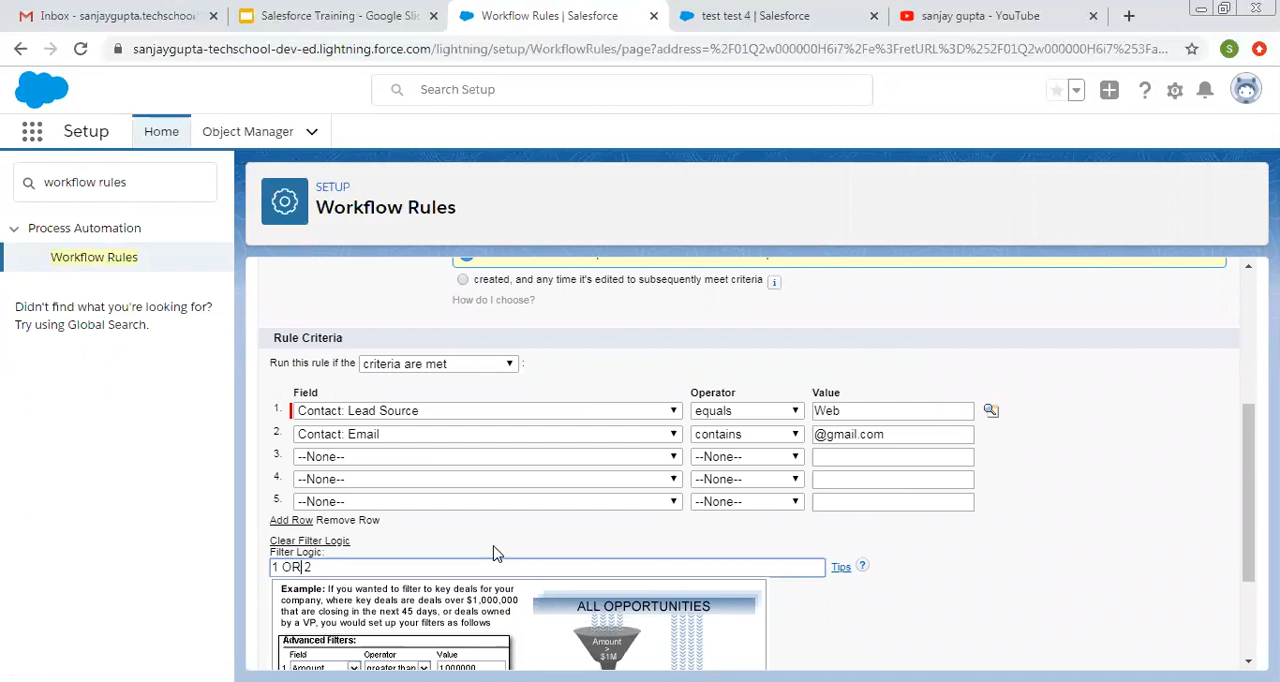 Inbox - sanjaygupta.techschool
Salesforce Training - Google Slid
Workflow Rules | Salesforce
test test 4 | Salesforce
sanjay gupta - YouTube
sanjaygupta-techschool-dev-ed.lightning.force.com/lightning/setup/WorkflowRules/page?address=%2F01Q2w000000H6i7%2Fe%3FretURL%3D%252F01Q2w000000H6i7%253Fa...
S
Search Setup
Setup
Home
Object Manager
workflow rules
Process Automation
Workflow Rules
Didn't find what you're looking for?
Try using Global Search.
SETUP
Workflow Rules
created, and any time it's edited to subsequently meet criteria
How do I choose?
Rule Criteria
Run this rule if the criteria are met :
Field Operator Value
1. Contact: Lead Source equals Web
2. Contact: Email contains @gmail.com
3. --None-- --None--
4. --None-- --None--
5. --None-- --None--
Add Row Remove Row
Clear Filter Logic
Filter Logic:
1 OR 2
Tips ?
Example: If you wanted to filter to key deals for your
company, where key deals are deals over $1,000,000
that are closing in the next 45 days, or deals owned
by a VP, you would set up your filters as follows
Advanced Filters:
Field Operator Value
1. Amount greater than 1000000
ALL OPPORTUNITIES
Amount
>
$1M